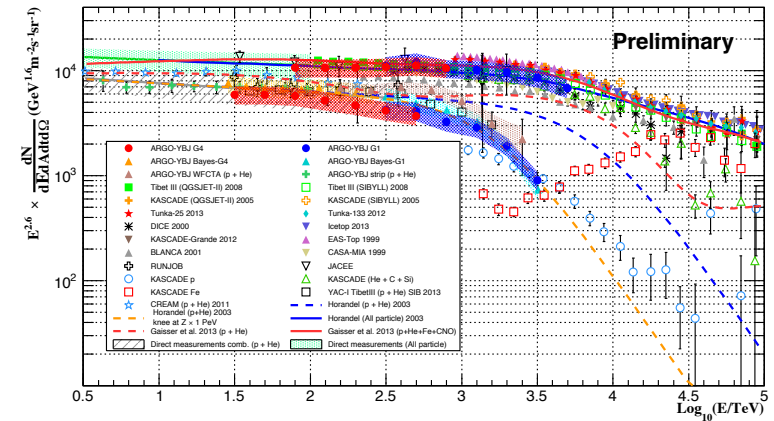 Preliminary
E^2.6 × dN/dEdAdtdΩ (GeV^1.6 m^-2 s^-1 sr^-1)
10^4
10^3
10^2
ARGO-YBJ G4
ARGO-YBJ G1
ARGO-YBJ Bayes-G4
ARGO-YBJ Bayes-G1
ARGO-YBJ WFCTA (p + He)
ARGO-YBJ strip (p + He)
Tibet III (QGSJET-II) 2008
Tibet III (SIBYLL) 2008
KASCADE (QGSJET-II) 2005
KASCADE (SIBYLL) 2005
Tunka-25 2013
Tunka-133 2012
DICE 2000
Icetop 2013
KASCADE-Grande 2012
EAS-Top 1999
BLANCA 2001
CASA-MIA 1999
RUNJOB
JACEE
KASCADE p
KASCADE (He + C + Si)
KASCADE Fe
YAC-I TibetIII (p + He) SIB 2013
CREAM (p + He) 2011
Horandel (p + He) 2003
Horandel (p+He) 2003
knee at Z × 1 PeV
Horandel (All particle) 2003
Gaisser et al. 2013 (p + He)
Gaisser et al. 2013 (p+He+Fe+CNO)
Direct measurements comb. (p + He)
Direct measurements (All particle)
0.5 1 1.5 2 2.5 3 3.5 4 4.5 5
Log10(E/TeV)